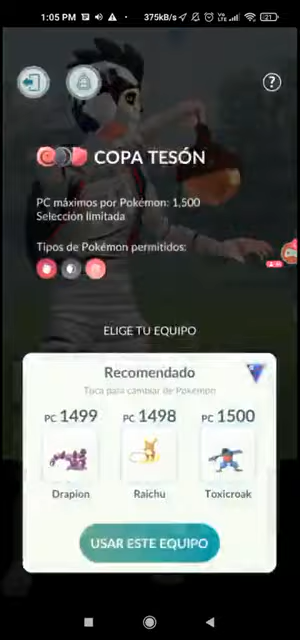 1:05 PM
375kB/s
21
?
COPA TESÓN
PC máximos por Pokémon: 1,500
Selección limitada
Tipos de Pokémon permitidos:
ELIGE TU EQUIPO
Recomendado
Toca para cambiar de Pokémon
PC 1499 PC 1498 PC 1500
Drapion Raichu Toxicroak
USAR ESTE EQUIPO